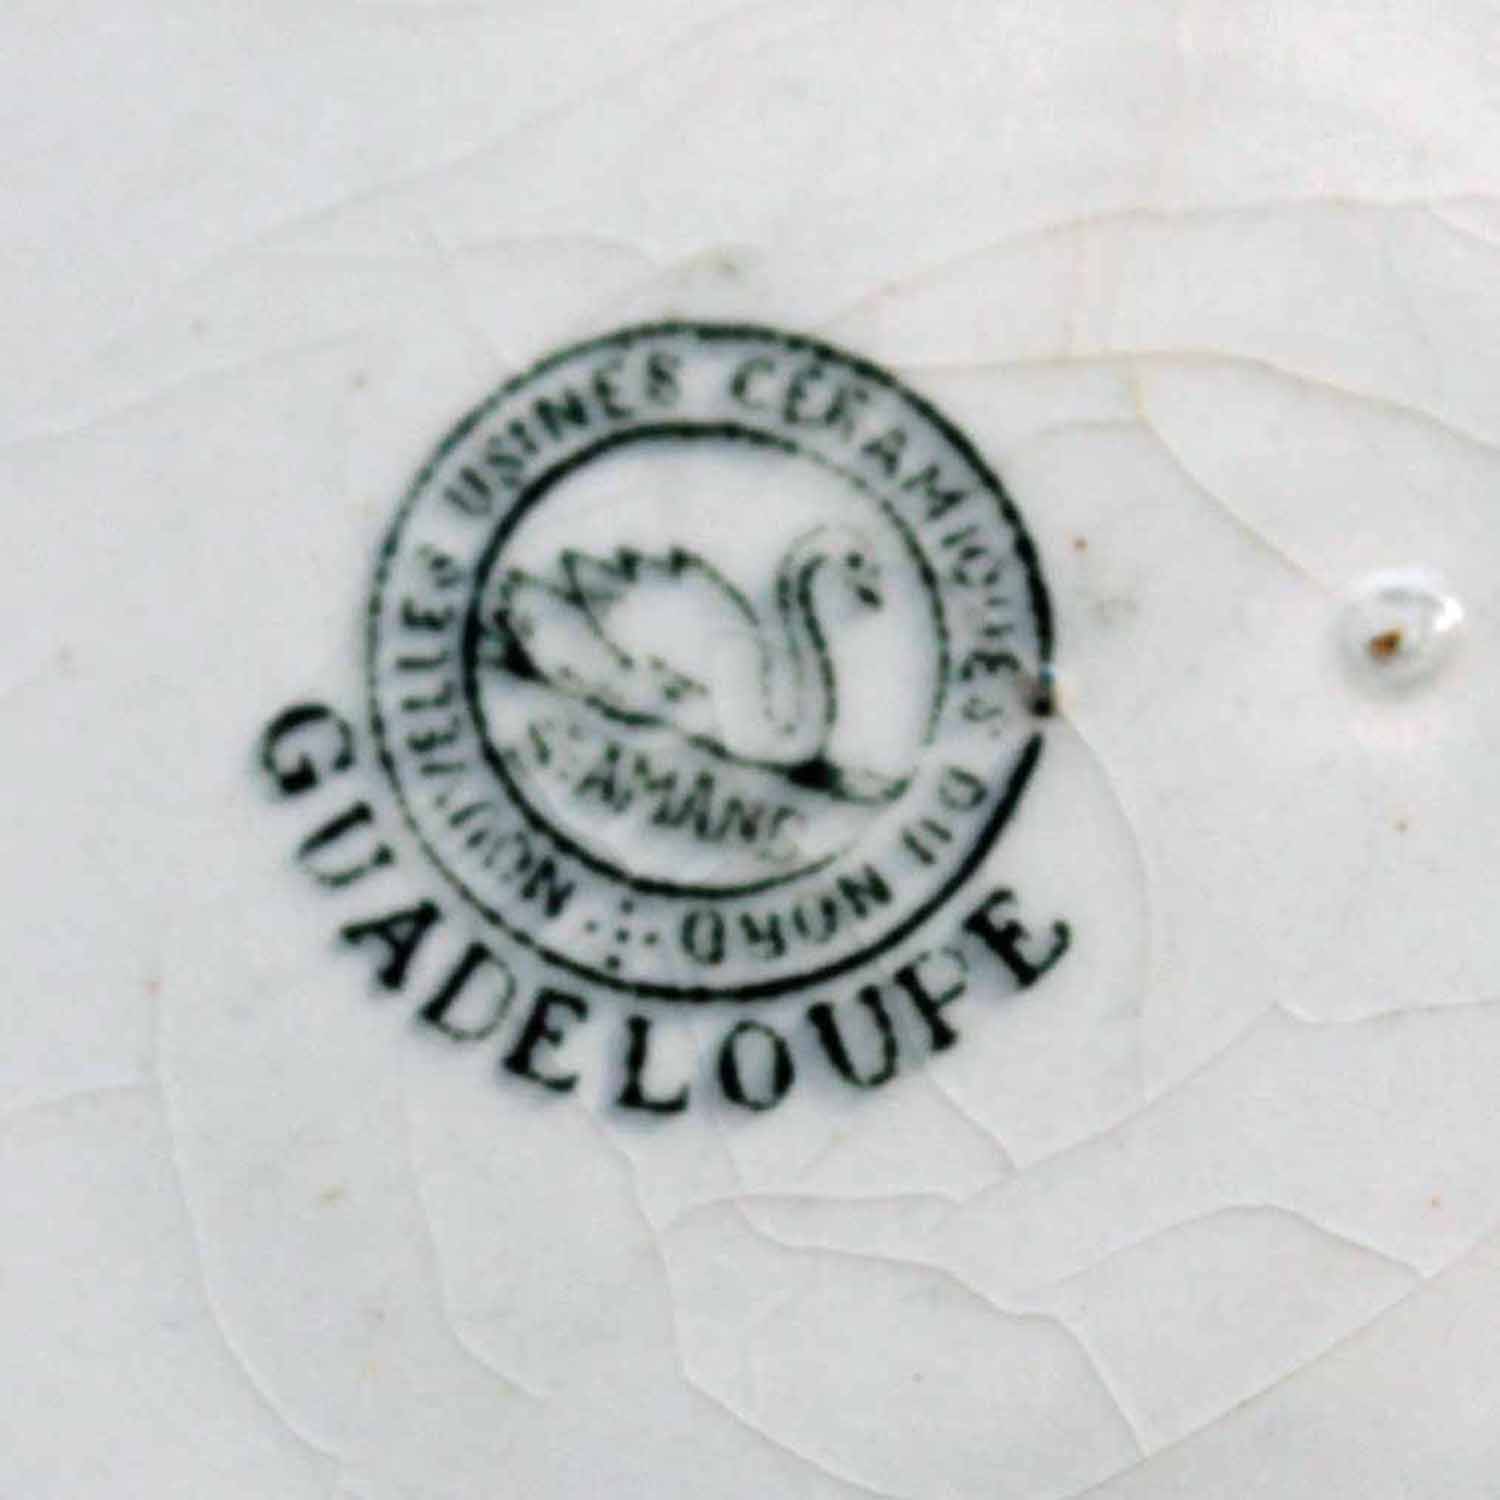 NOUVELLES USINES CÉRAMIQUES DU NORD
ST AMAND
GUADELOUPE